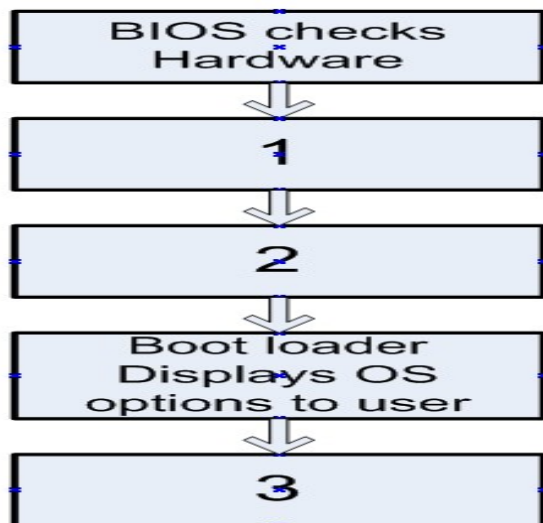 BIOS checks
Hardware
1
2
Boot loader
Displays OS
options to user
3